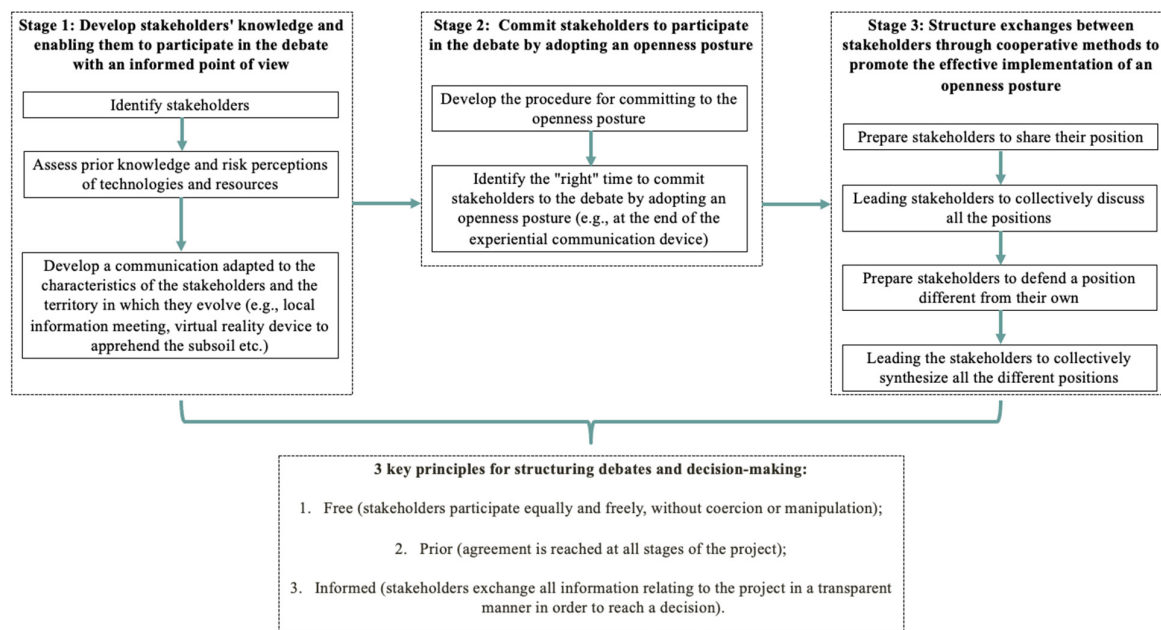 Stage 1: Develop stakeholders' knowledge and
enabling them to participate in the debate
with an informed point of view
Identify stakeholders
Assess prior knowledge and risk perceptions
of technologies and resources
Develop a communication adapted to the
characteristics of the stakeholders and the
territory in which they evolve (e.g., local
information meeting, virtual reality device to
apprehend the subsoil etc.)
Stage 2: Commit stakeholders to participate
in the debate by adopting an openness posture
Develop the procedure for committing to the
openness posture
Identify the "right" time to commit
stakeholders to the debate by adopting an
openness posture (e.g., at the end of the
experiential communication device)
Stage 3: Structure exchanges between
stakeholders through cooperative methods to
promote the effective implementation of an
openness posture
Prepare stakeholders to share their position
Leading stakeholders to collectively discuss
all the positions
Prepare stakeholders to defend a position
different from their own
Leading the stakeholders to collectively
synthesize all the different positions
3 key principles for structuring debates and decision-making:
1. Free (stakeholders participate equally and freely, without coercion or manipulation);
2. Prior (agreement is reached at all stages of the project);
3. Informed (stakeholders exchange all information relating to the project in a transparent
manner in order to reach a decision).